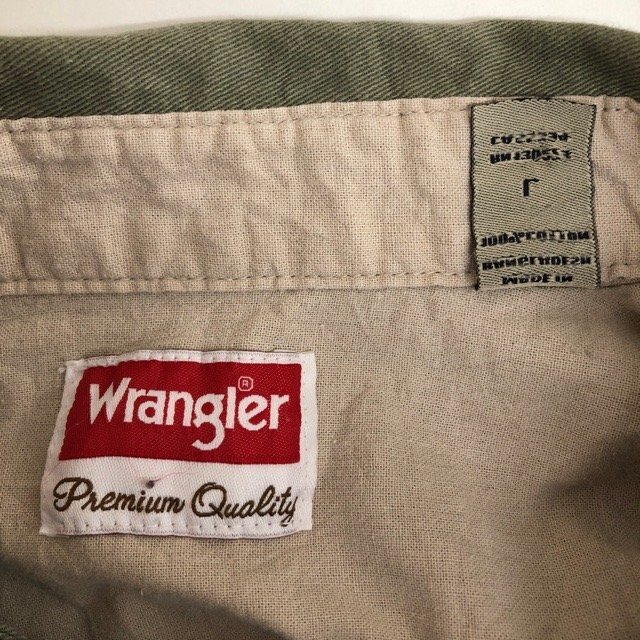 MADE IN
BANGLADESH
100% COTTON
L
Wrangler®
Premium Quality